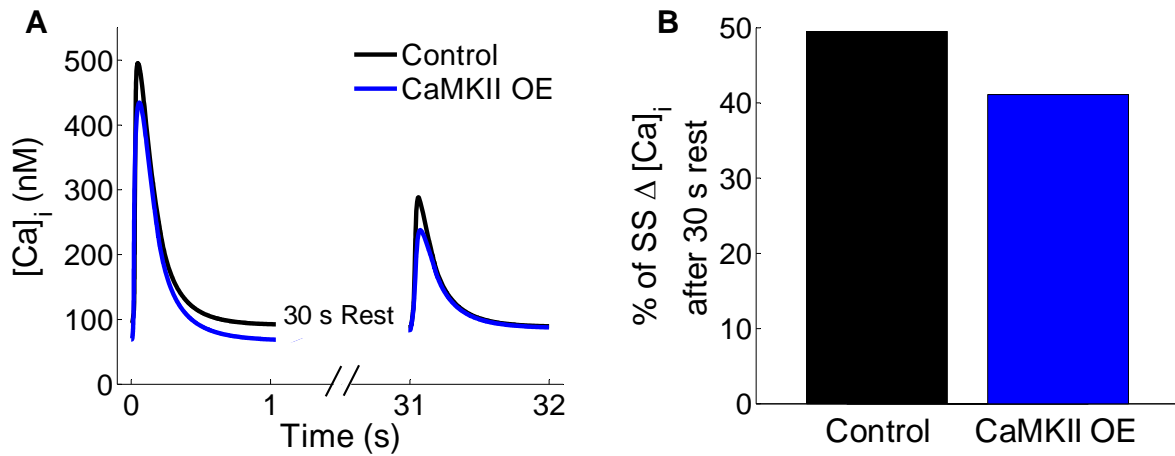 A
500
400
300
200
100
0
[Ca]i (nM)
Control
CaMKII OE
30 s Rest
0
1
31
32
Time (s)
B
50
40
30
20
10
0
% of SS Δ [Ca]i
after 30 s rest
Control
CaMKII OE